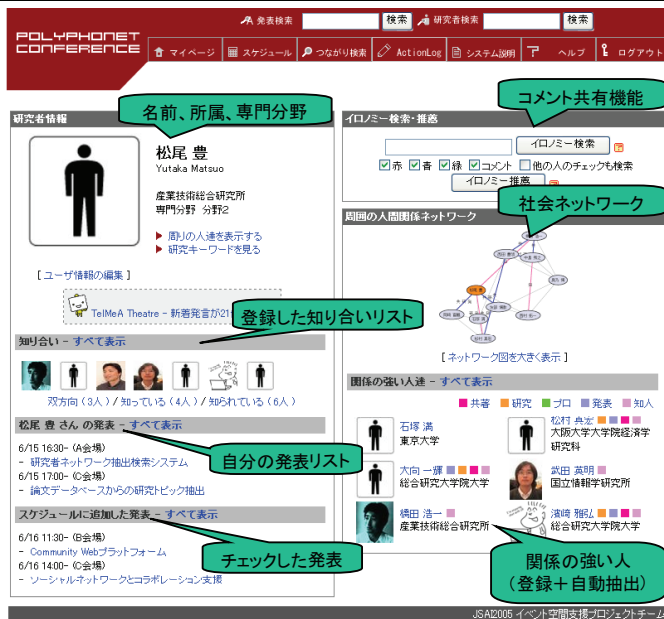 発表検索 検索 研究者検索 検索
POLYPHONET
CONFERENCE
マイページ スケジュール つながり検索 ActionLog システム説明 ヘルプ ログアウト
研究者情報
名前、所属、専門分野
松尾 豊
Yutaka Matsuo
産業技術総合研究所
専門分野 分野2
周りの人達を表示する
研究キーワードを見る
[ユーザ情報の編集]
TelMeA Theatre - 新着発言が21
登録した知り合いリスト
知り合い - すべて表示
双方向(3人) / 知っている(4人) / 知られている(6人)
松尾 豊 さん の発表 - すべて表示
6/15 16:30- (A会場)
- 研究者ネットワーク抽出検索システム
6/15 17:00- (C会場)
- 論文データベースからの研究トピック抽出
自分の発表リスト
スケジュールに追加した発表 - すべて表示
6/16 11:30- (B会場)
- Community Webプラットフォーム
6/16 14:00- (C会場)
- ソーシャルネットワークとコラボレーション支援
チェックした発表
コメント共有機能
イロノミー検索・推薦
イロノミー検索
赤 青 緑 コメント 他の人のチェックも検索
イロノミー推薦
社会ネットワーク
周囲の人間関係ネットワーク
[ネットワーク図を大きく表示]
関係の強い人達 - すべて表示
共著 研究 プロ 発表 知人
石塚 満
東京大学
松村 真宏
大阪大学大学院経済学
研究科
大向 一輝
総合研究大学院大学
武田 英明
国立情報学研究所
橋田 浩一
産業技術総合研究所
濱崎 雅弘
総合研究大学院大学
関係の強い人
(登録+自動抽出)
JSAI2005 イベント空間支援プロジェクトチーム